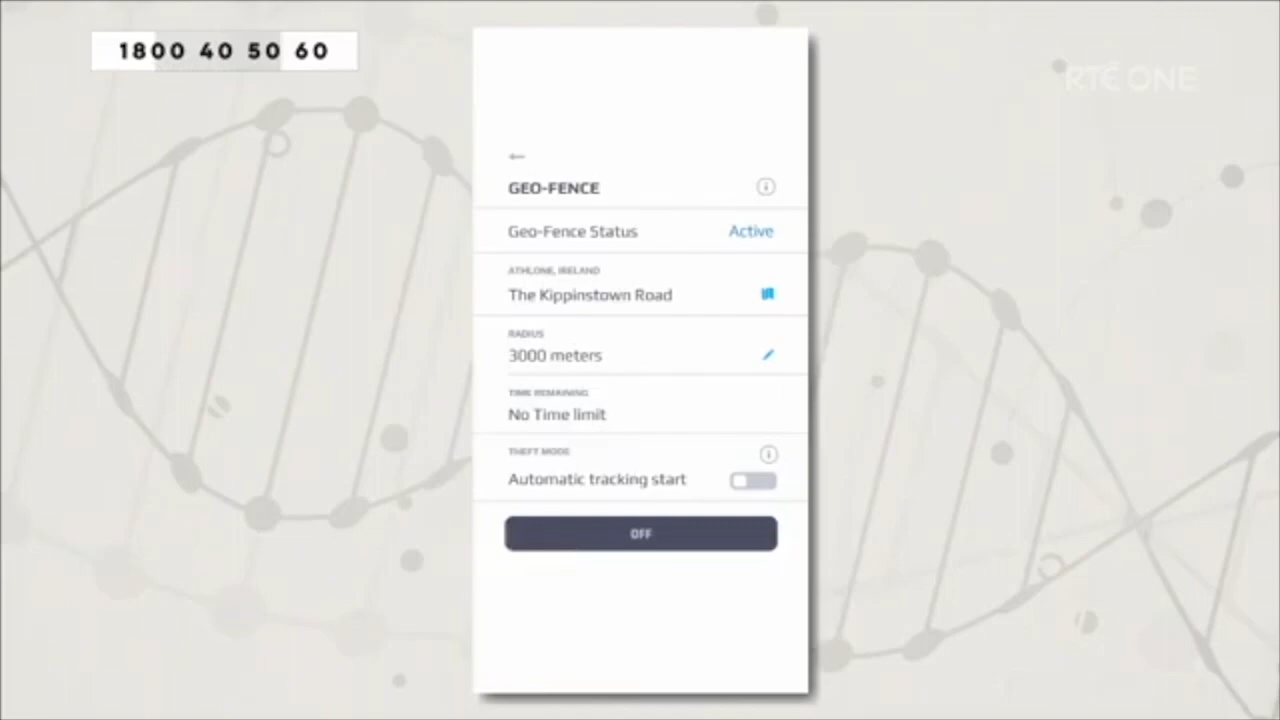 1800 40 50 60
RTÉ ONE
GEO-FENCE
Geo-Fence Status Active
ATHLONE, IRELAND
The Kippinstown Road
RADIUS
3000 meters
TIME REMAINING
No Time limit
THEFT MODE
Automatic tracking start
OFF